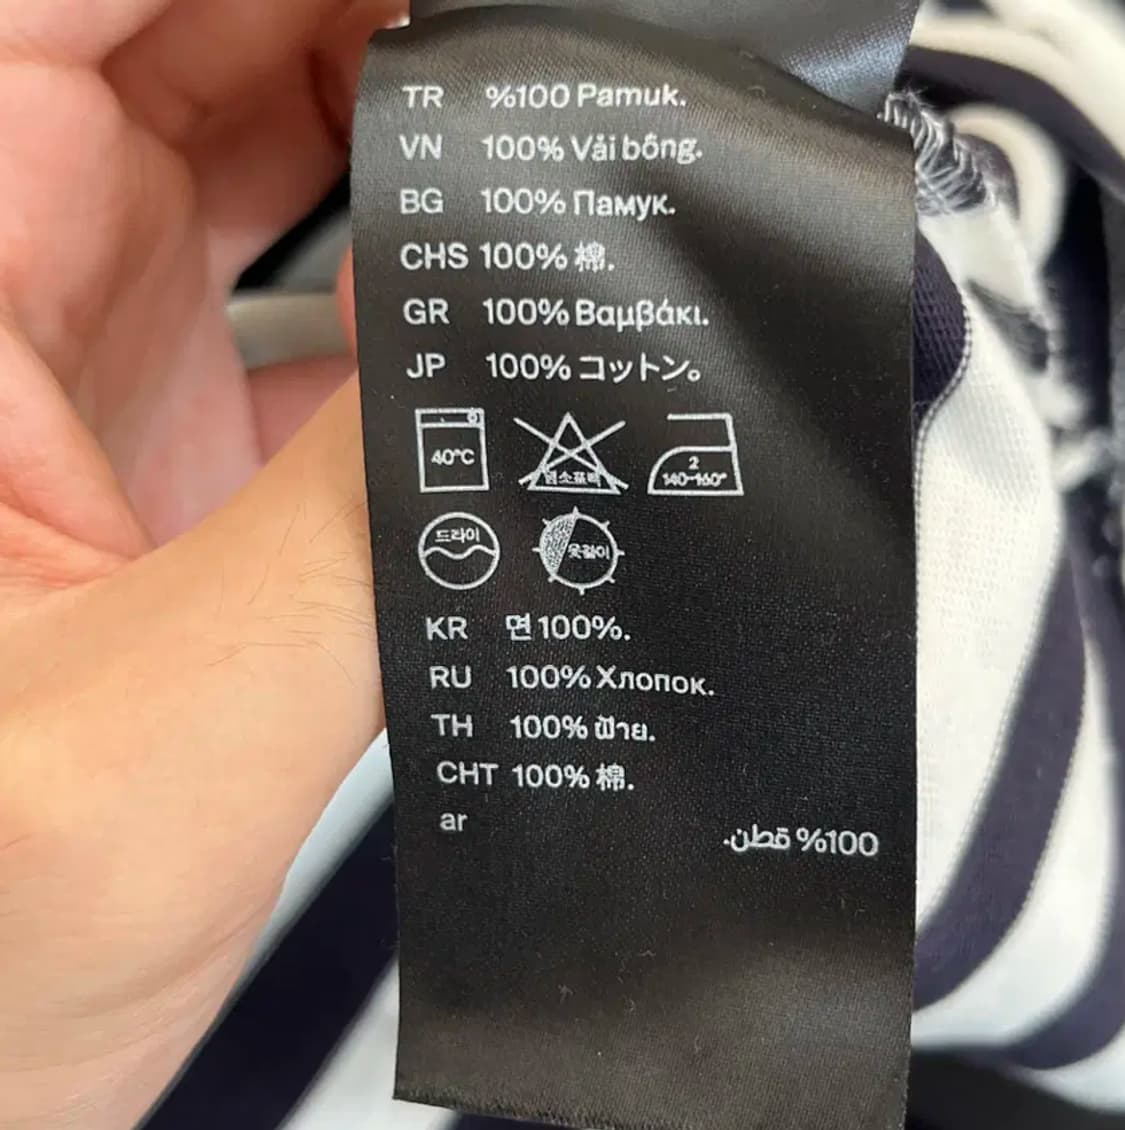 TR %100 Pamuk.
VN 100% Vải bông.
BG 100% Памук.
CHS 100% 棉.
GR 100% Βαμβάκι.
JP 100% コットン。
40°C
염소표백
2
140-160°
드라이
옷걸이
KR 면 100%.
RU 100% Хлопок.
TH 100% ฝ้าย.
CHT 100% 棉.
ar
100% قطن.